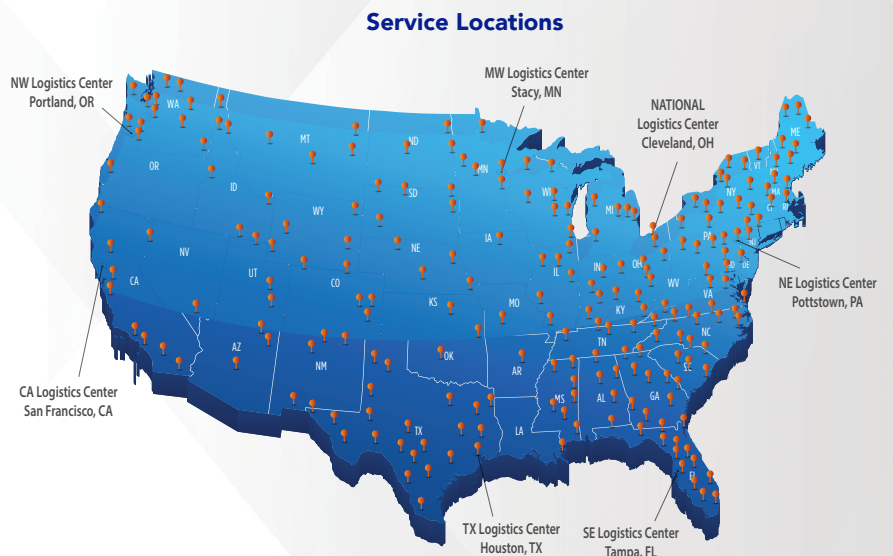 Service Locations
MW Logistics Center
Stacy, MN
NW Logistics Center
Portland, OR
NATIONAL
Logistics Center
Cleveland, OH
WA
MT
ND
MN
ME
VT
OR
ID
SD
WI
MI
NY
MA
CT
RI
WY
IA
PA
NJ
NV
NE
UT
CO
IL
IN
OH
WV
MD
DE
CA
KS
MO
KY
VA
NE Logistics Center
Pottstown, PA
AZ
NM
OK
AR
TN
NC
SC
CA Logistics Center
San Francisco, CA
TX
LA
MS
AL
GA
FL
TX Logistics Center
Houston, TX
SE Logistics Center
Tampa, FL